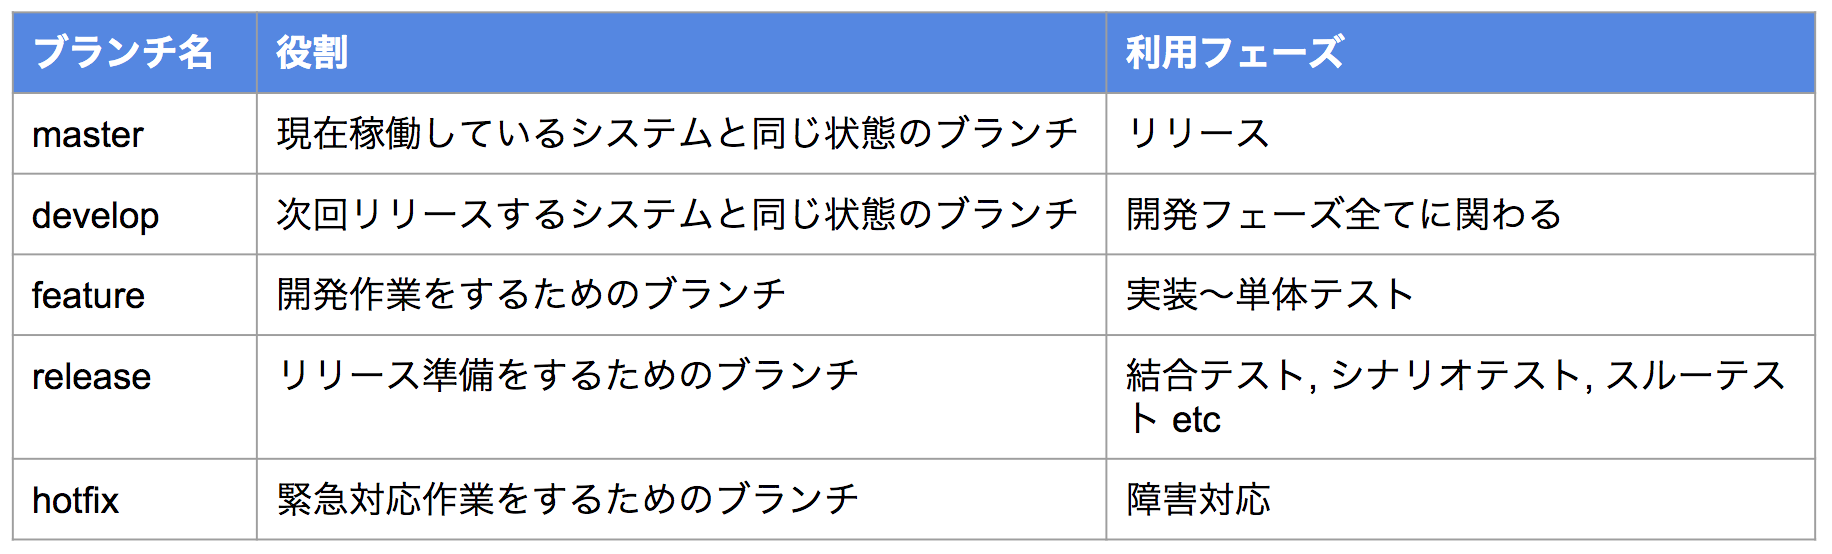 ブランチ名 役割 利用フェーズ
master 現在稼働しているシステムと同じ状態のブランチ リリース
develop 次回リリースするシステムと同じ状態のブランチ 開発フェーズ全てに関わる
feature 開発作業をするためのブランチ 実装〜単体テスト
release リリース準備をするためのブランチ 結合テスト, シナリオテスト, スルーテス
ト etc
hotfix 緊急対応作業をするためのブランチ 障害対応